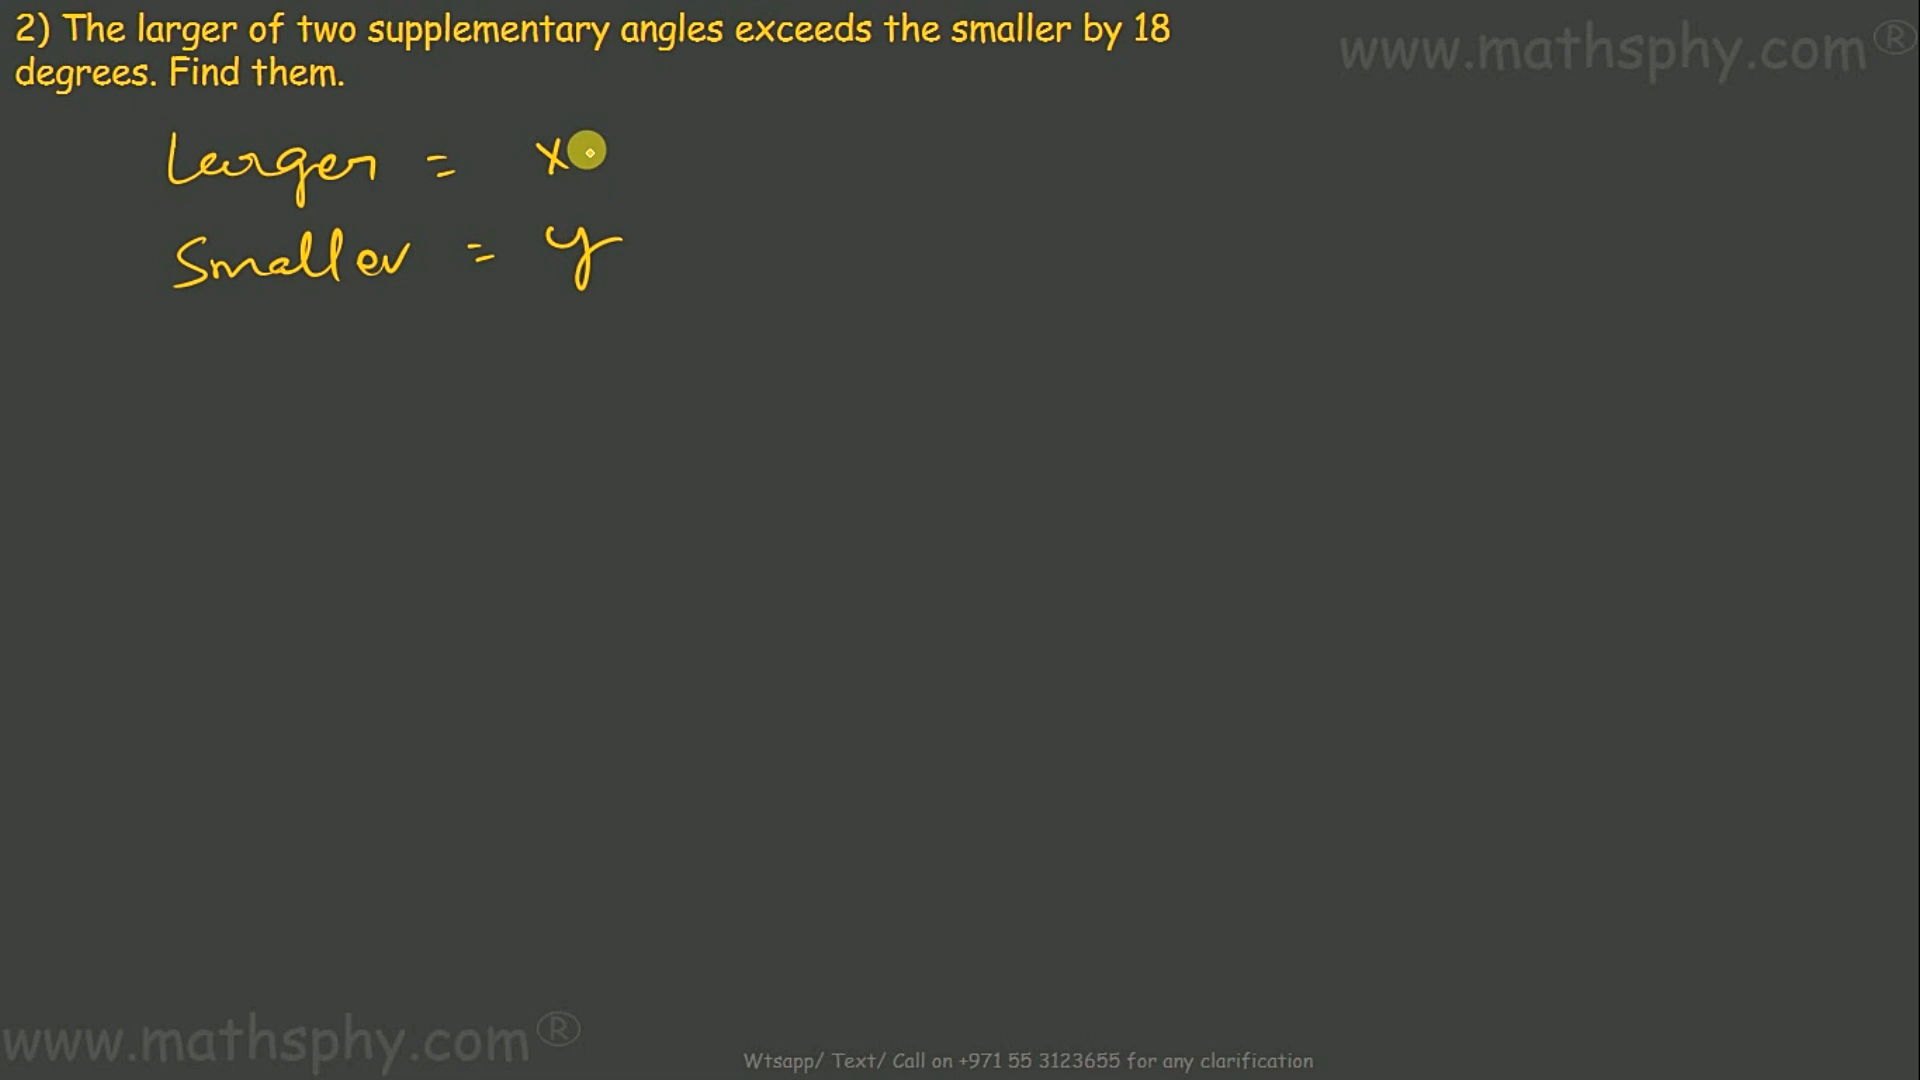 2) The larger of two supplementary angles exceeds the smaller by 18
degrees. Find them.
www.mathsphy.com®
Larger = x
Smaller = y
www.mathsphy.com®
Wtsapp/ Text/ Call on +971 55 3123655 for any clarification